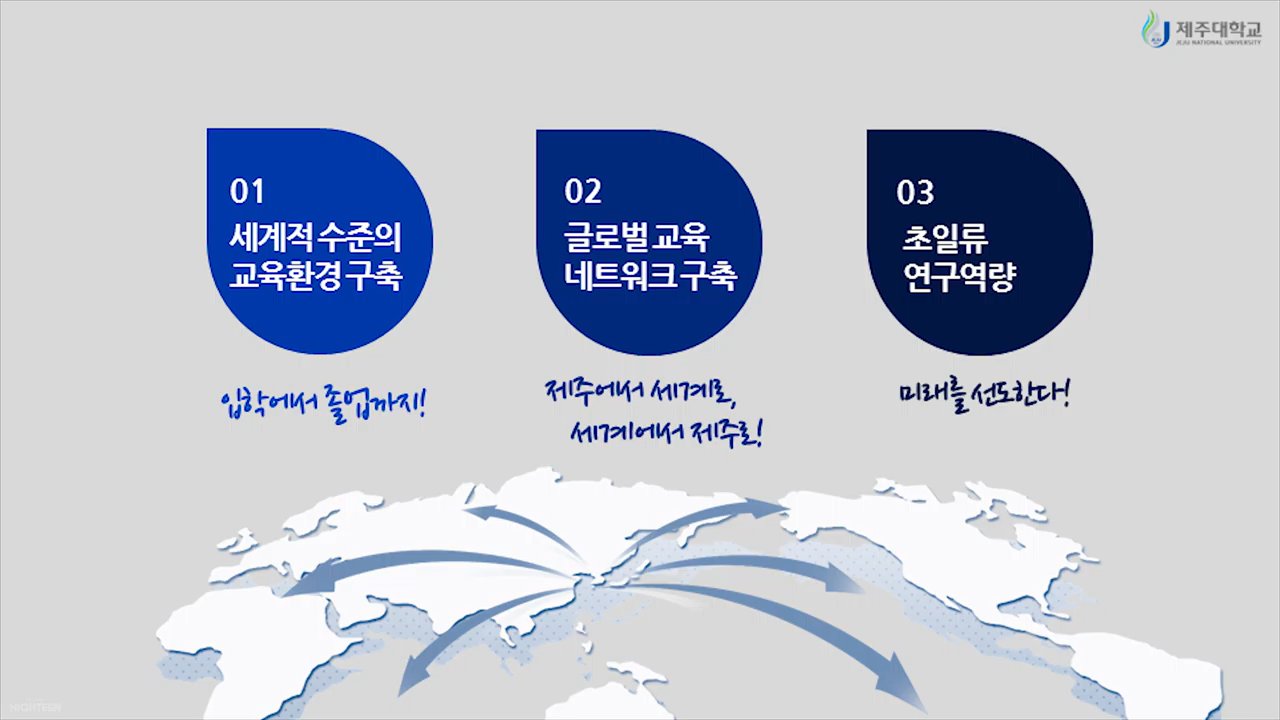 제주대학교
JEJU NATIONAL UNIVERSITY
01
세계적 수준의
교육환경 구축
입학에서 졸업까지!
02
글로벌 교육
네트워크 구축
제주에서 세계로,
세계에서 제주로!
03
초일류
연구역량
미래를 선도한다!